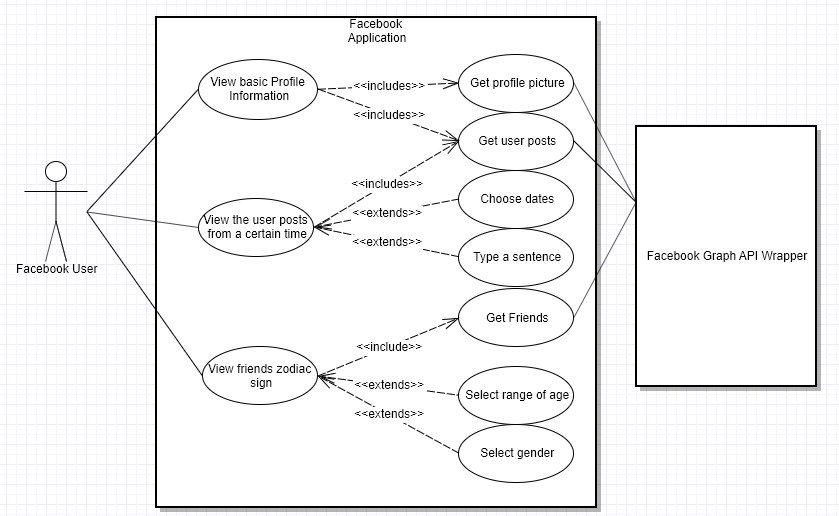 Facebook
Application
View basic Profile
Information
<<includes>>
Get profile picture
<<includes>>
Get user posts
<<includes>>
Choose dates
View the user posts
from a certain time
<<extends>>
<<extends>>
Type a sentence
Facebook Graph API Wrapper
Facebook User
Get Friends
<<include>>
View friends zodiac
sign
<<extends>>
Select range of age
<<extends>>
Select gender